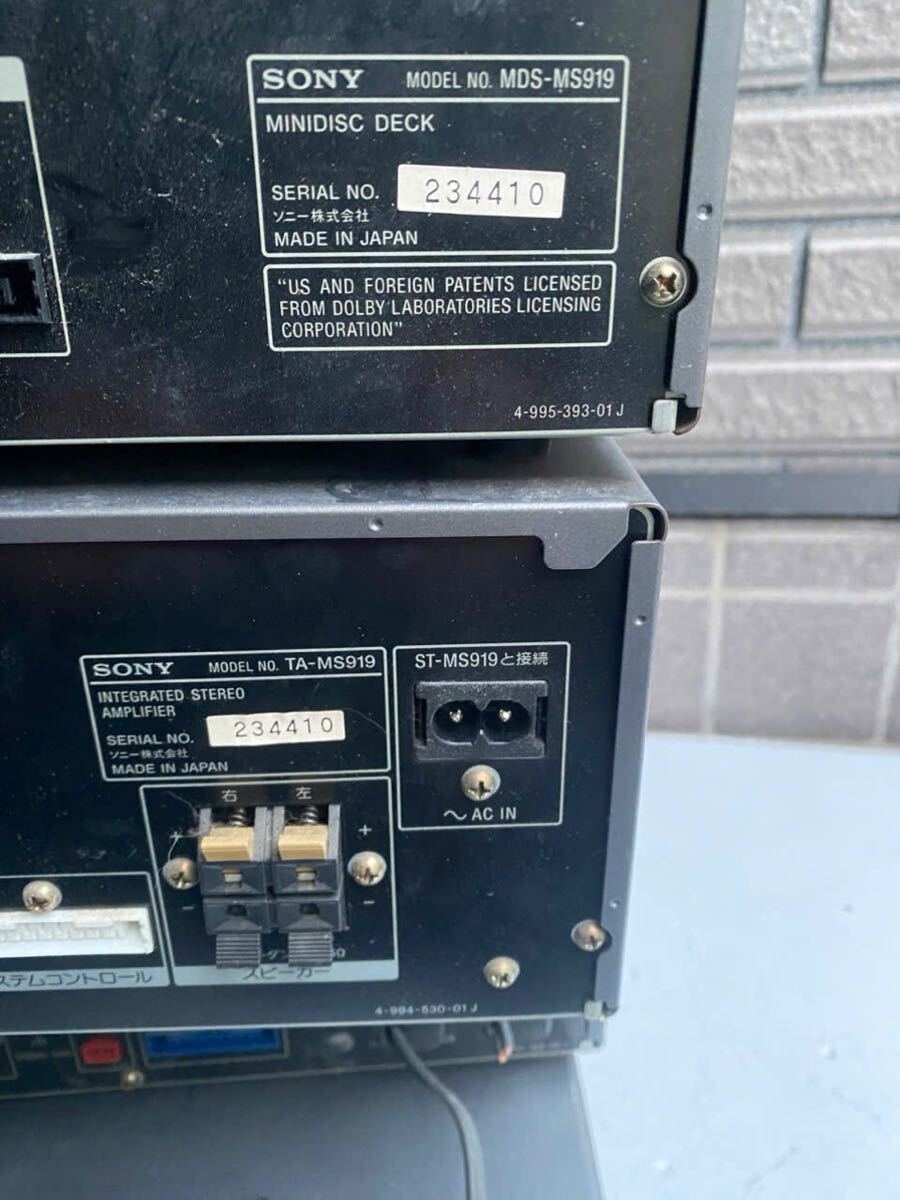 SONY MODEL NO. MDS-MS919
MINIDISC DECK
SERIAL NO. 234410
ソニー株式会社
MADE IN JAPAN
"US AND FOREIGN PATENTS LICENSED
FROM DOLBY LABORATORIES LICENSING
CORPORATION"
4-995-393-01 J
SONY MODEL NO. TA-MS919
INTEGRATED STEREO
AMPLIFIER
SERIAL NO. 234410
ソニー株式会社
MADE IN JAPAN
ST-MS919と接続
～ AC IN
右 左
+ +
- -
スピーカー
ステムコントロール
4-994-530-01 J